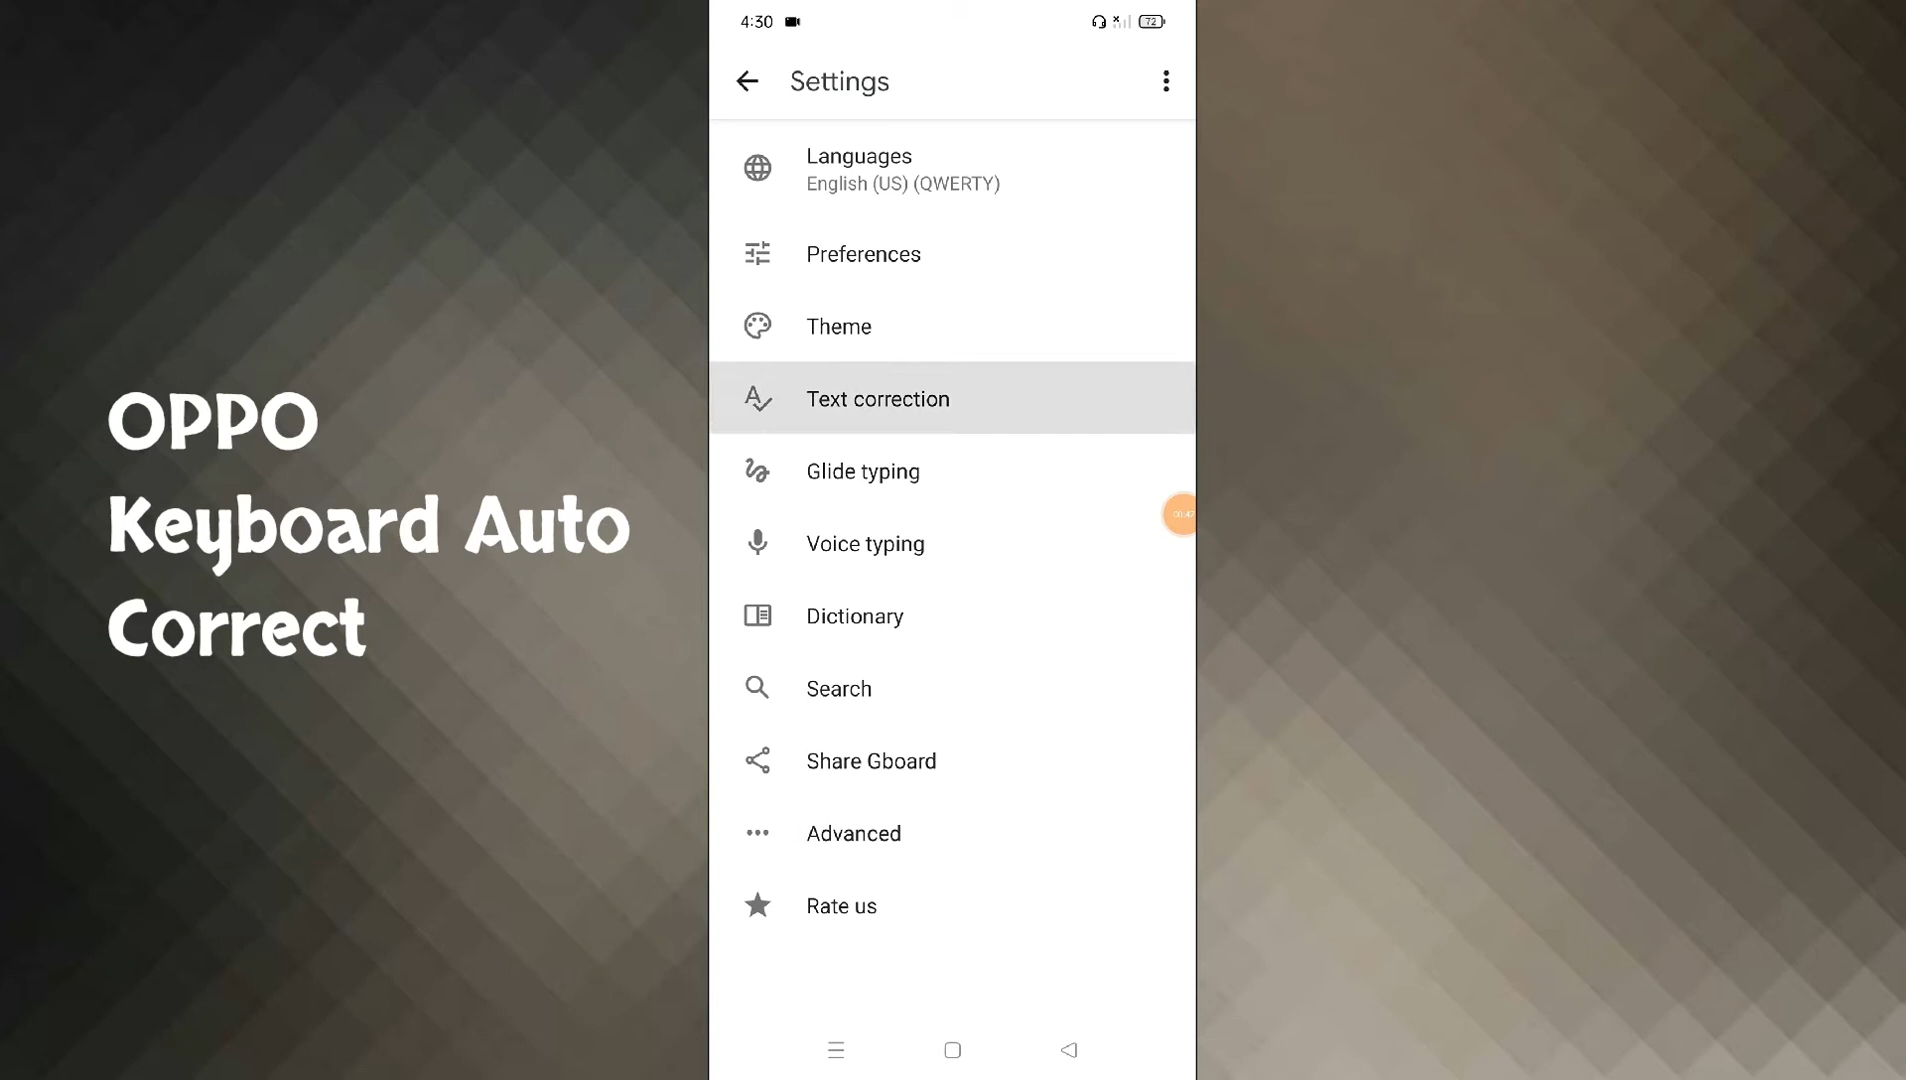 4:30
72
Settings
Languages
English (US) (QWERTY)
Preferences
Theme
Text correction
Glide typing
Voice typing
Dictionary
Search
Share Gboard
Advanced
Rate us
OPPO
Keyboard Auto
Correct